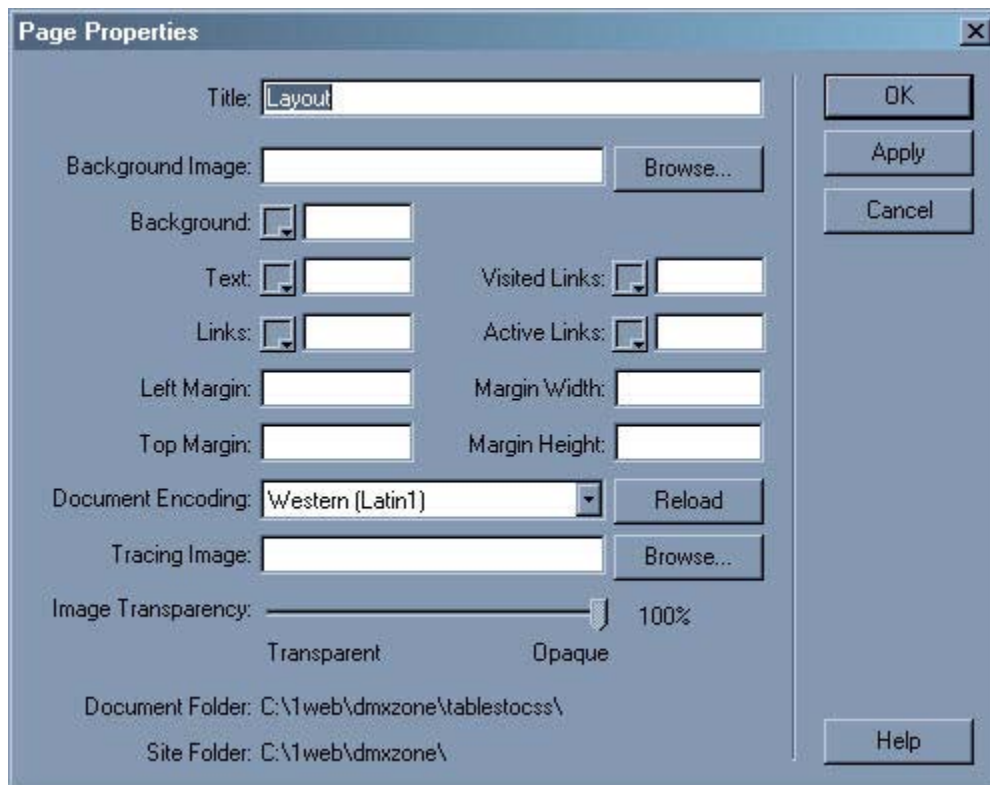 Page Properties
Title: Layout
OK
Background Image:
Browse...
Apply
Background:
Cancel
Text:
Visited Links:
Links:
Active Links:
Left Margin:
Margin Width:
Top Margin:
Margin Height:
Document Encoding: Western (Latin1)
Reload
Tracing Image:
Browse...
Image Transparency:
100%
Transparent
Opaque
Document Folder: C:\1web\dmxzone\tablestocss\
Site Folder: C:\1web\dmxzone\
Help